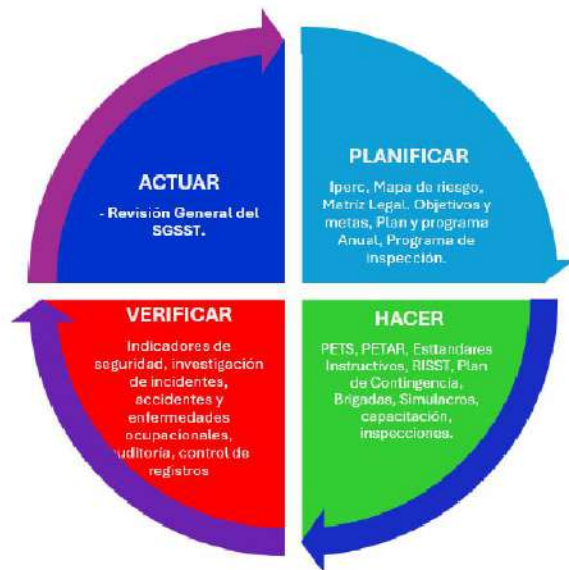 ACTUAR
- Revisión General del
SGSST.
PLANIFICAR
Iperc, Mapa de riesgo,
Matriz Legal. Objetivos y
metas, Plan y programa
Anual, Programa de
inspección.
VERIFICAR
Indicadores de
seguridad, investigación
de incidentes,
accidentes y
enfermedades
ocupacionales,
auditoría, control de
registros
HACER
PETS, PETAR, Esttandares
Instructivos, RISST, Plan
de Contingencia,
Brigadas, Simulacros,
capacitación,
inspecciones.